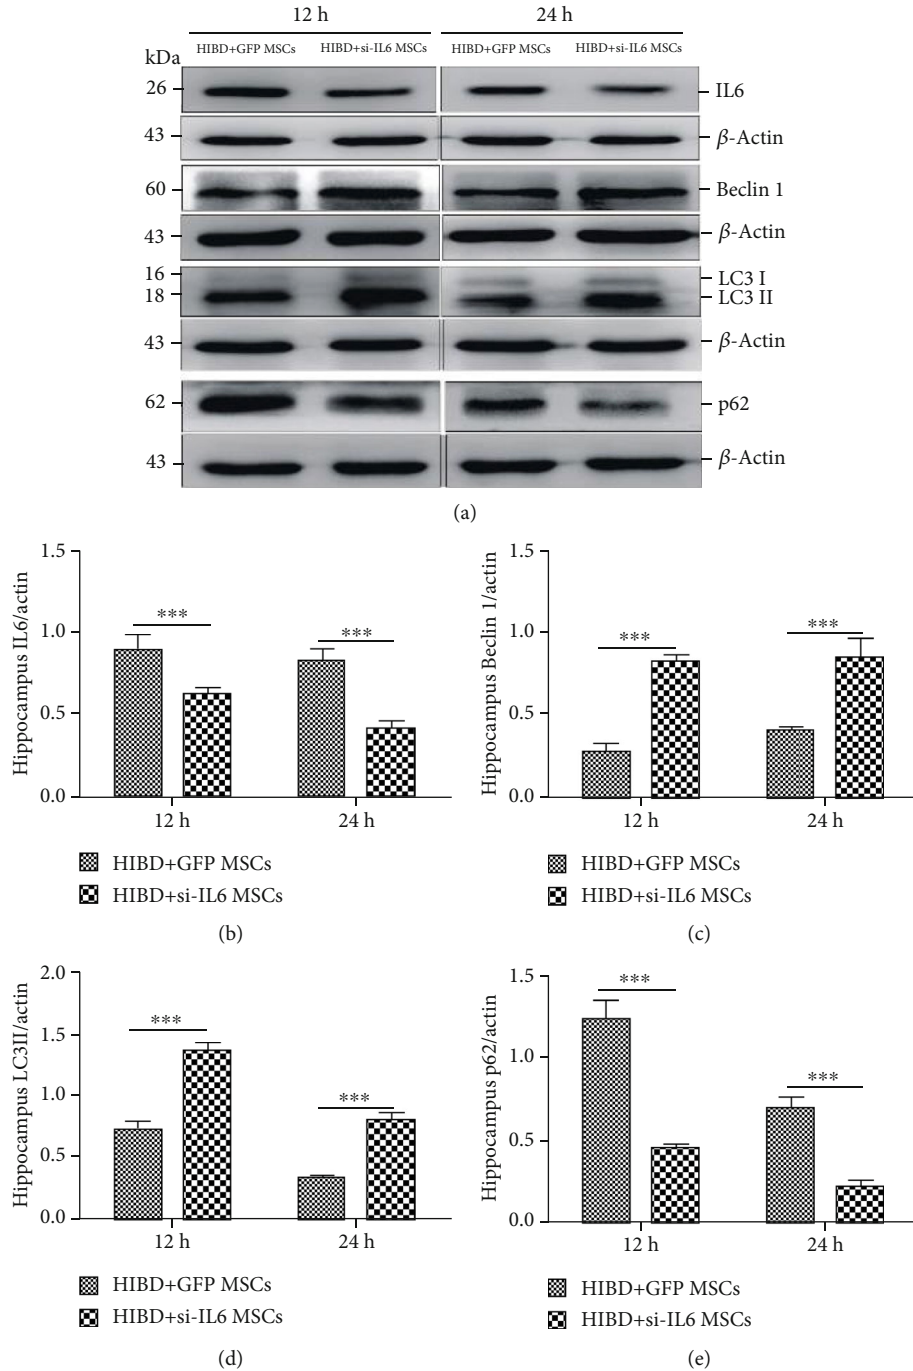 12 h 24 h
HIBD+GFP MSCs HIBD+si-IL6 MSCs HIBD+GFP MSCs HIBD+si-IL6 MSCs
kDa
26 IL6
43 β-Actin
60 Beclin 1
43 β-Actin
16 LC3 I
18 LC3 II
43 β-Actin
62 p62
43 β-Actin
(a)
Hippocampus IL6/actin
1.5
1.0
0.5
0.0
***
***
12 h 24 h
HIBD+GFP MSCs
HIBD+si-IL6 MSCs
(b)
Hippocampus Beclin 1/actin
1.5
1.0
0.5
0.0
***
***
12 h 24 h
HIBD+GFP MSCs
HIBD+si-IL6 MSCs
(c)
Hippocampus LC3II/actin
2.0
1.5
1.0
0.5
0.0
***
***
12 h 24 h
HIBD+GFP MSCs
HIBD+si-IL6 MSCs
(d)
Hippocampus p62/actin
1.5
1.0
0.5
0.0
***
***
12 h 24 h
HIBD+GFP MSCs
HIBD+si-IL6 MSCs
(e)